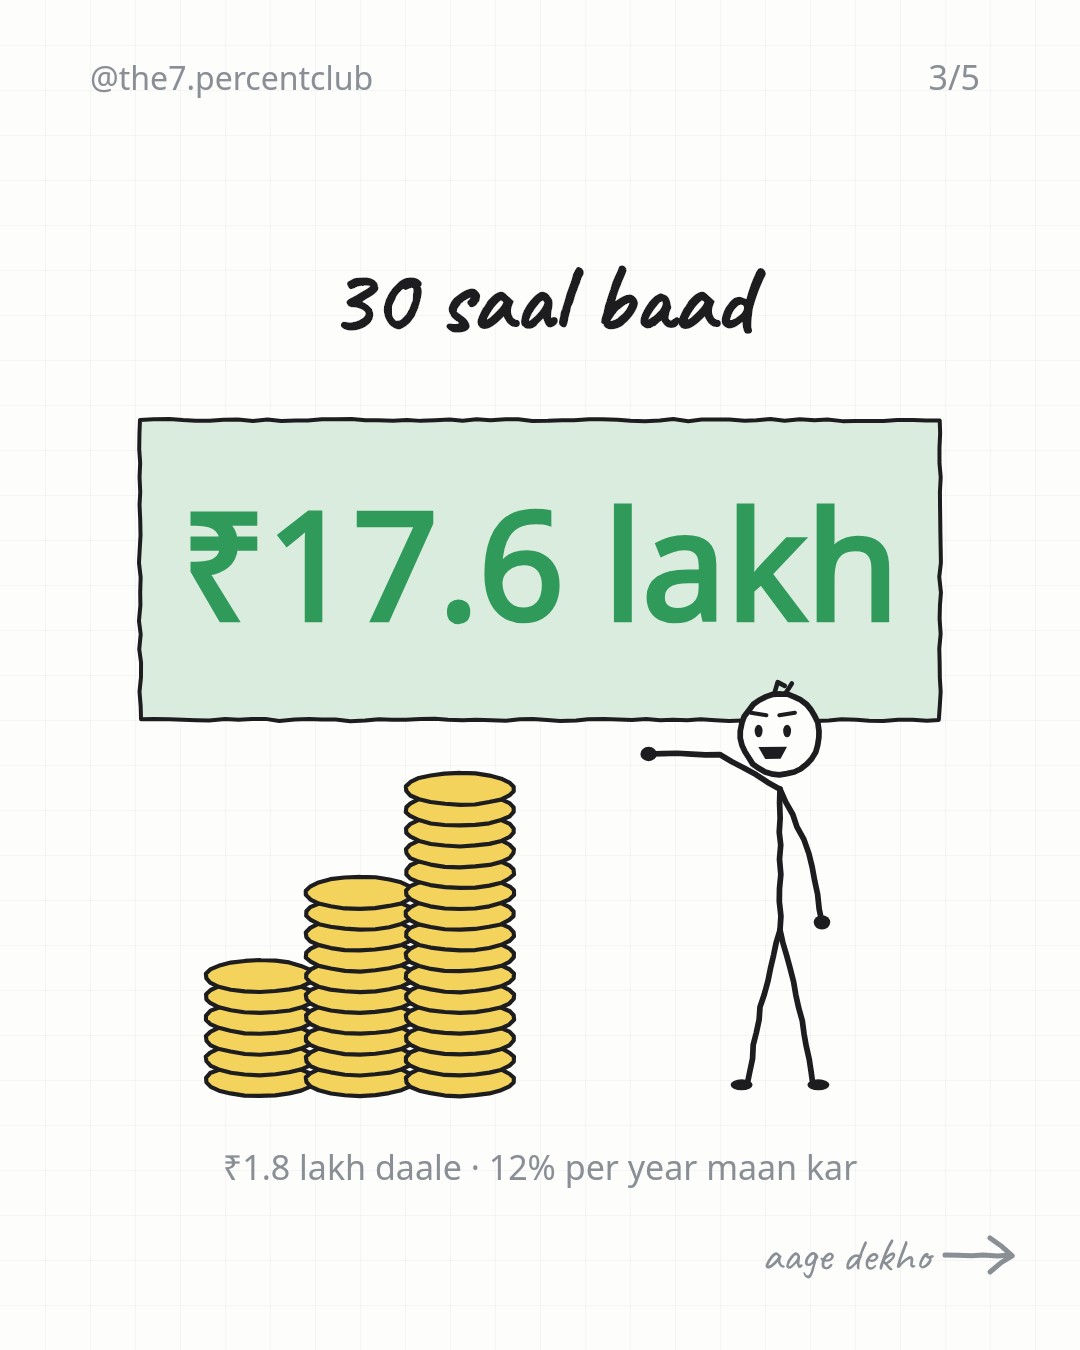 @the7.percentclub
3/5
30 saal baad
₹17.6 lakh
₹1.8 lakh daale · 12% per year maan kar
aage dekho